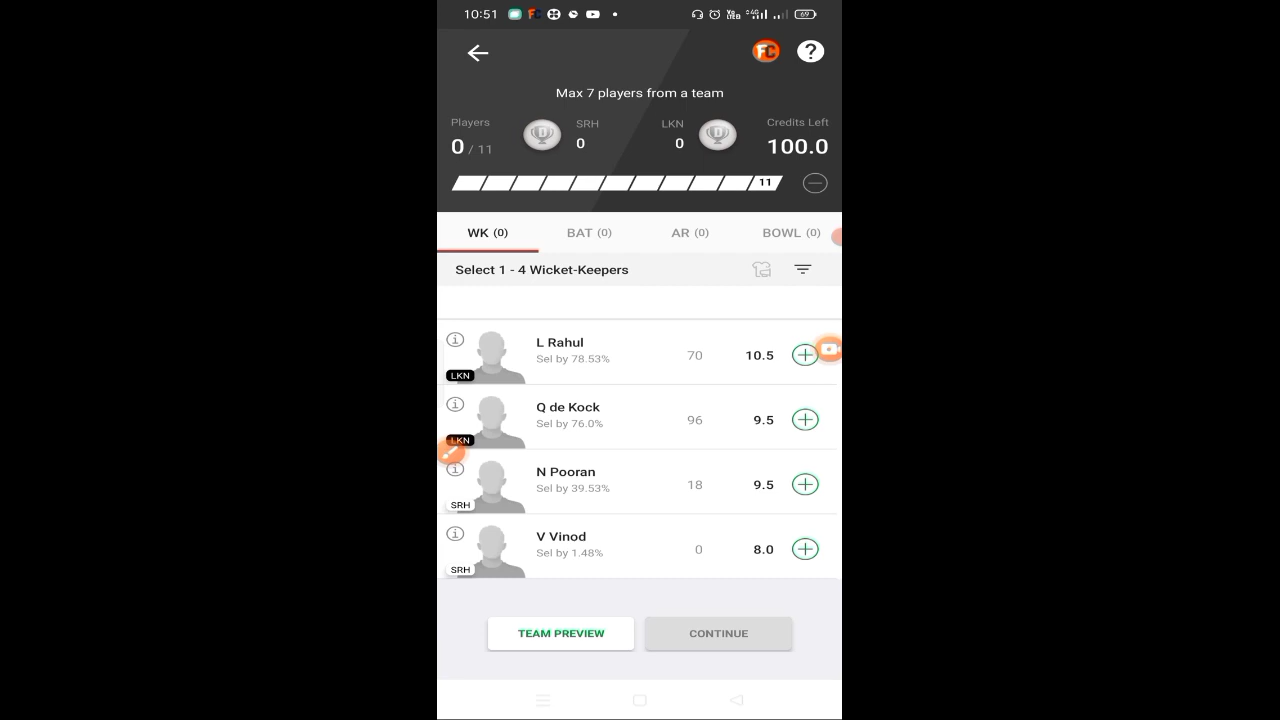 10:51
69
Max 7 players from a team
Players
0 / 11
SRH
0
LKN
0
Credits Left
100.0
11
WK (0)
BAT (0)
AR (0)
BOWL (0)
Select 1 - 4 Wicket-Keepers
L Rahul
Sel by 78.53%
70
10.5
LKN
Q de Kock
Sel by 76.0%
96
9.5
LKN
N Pooran
Sel by 39.53%
18
9.5
SRH
V Vinod
Sel by 1.48%
0
8.0
SRH
TEAM PREVIEW
CONTINUE